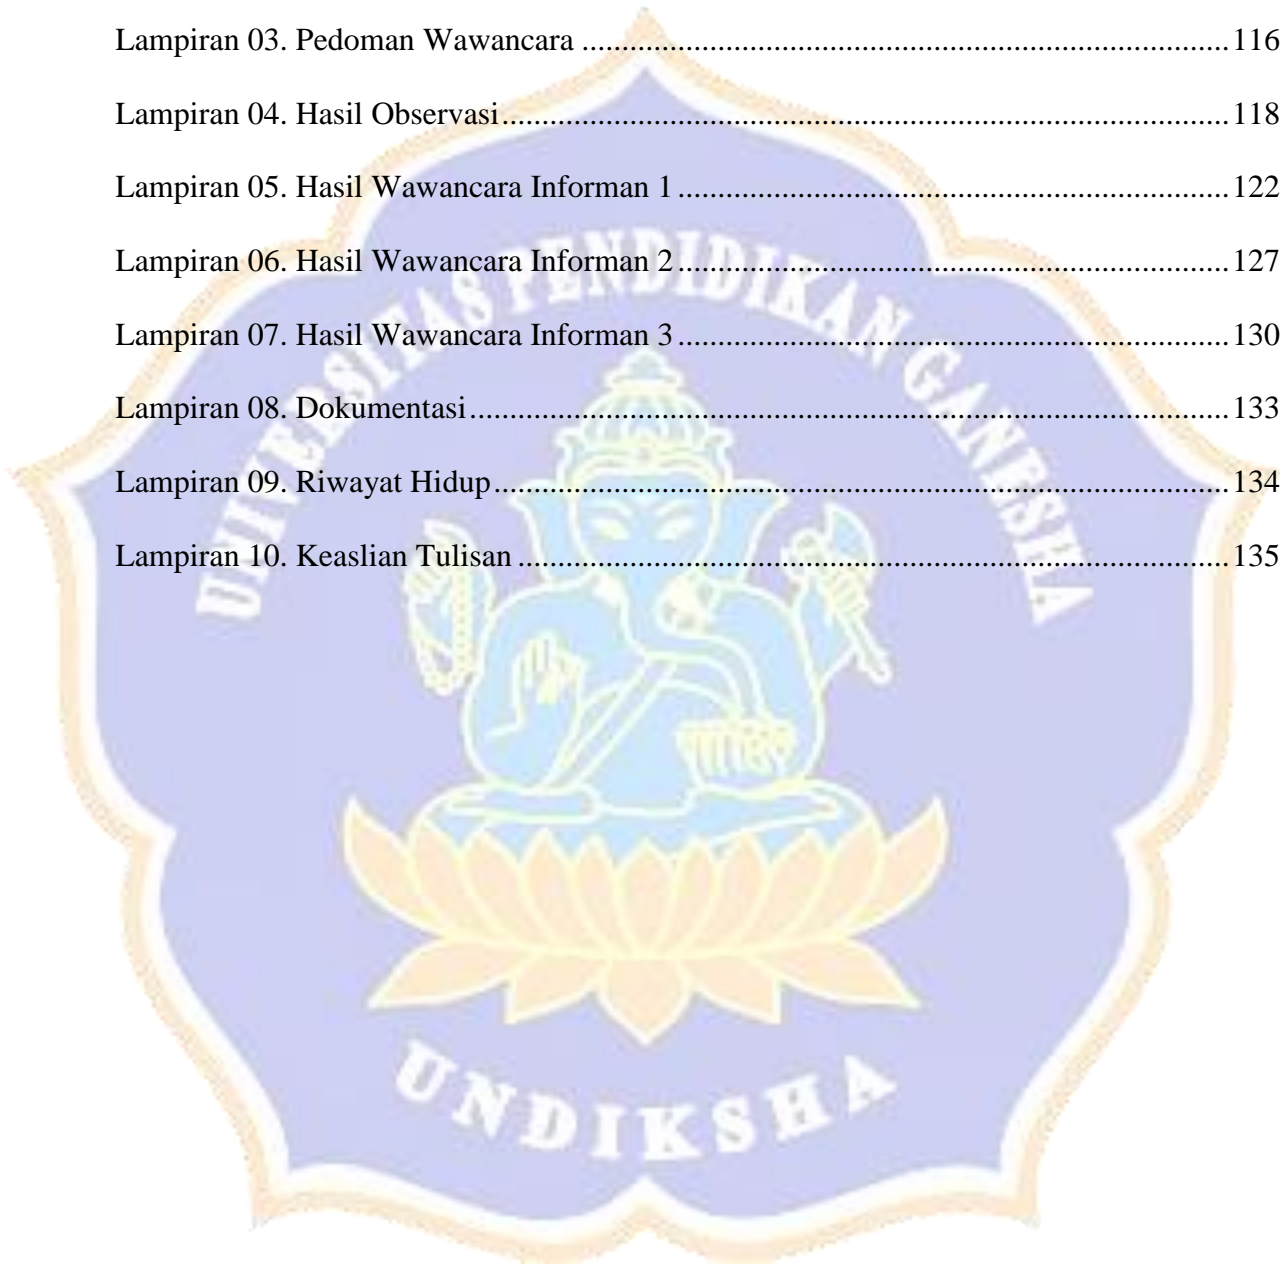 Lampiran 03. Pedoman Wawancara ................................................................................ 116
Lampiran 04. Hasil Observasi.......................................................................................... 118
Lampiran 05. Hasil Wawancara Informan 1 .................................................................... 122
Lampiran 06. Hasil Wawancara Informan 2 .................................................................... 127
Lampiran 07. Hasil Wawancara Informan 3 .................................................................... 130
Lampiran 08. Dokumentasi.............................................................................................. 133
Lampiran 09. Riwayat Hidup........................................................................................... 134
Lampiran 10. Keaslian Tulisan ........................................................................................ 135
UNIVERSITAS PENDIDIKAN GANESHA
UNDIKSHA